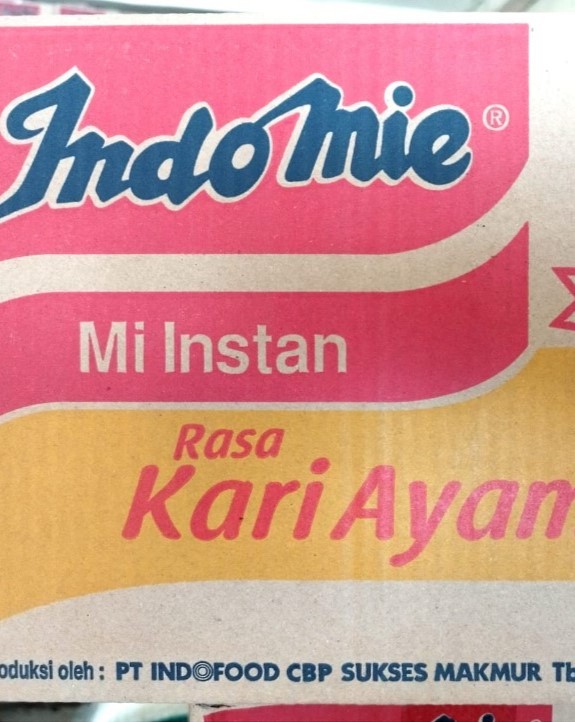 Indomie®
Mi Instan
Rasa
Kari Ayam
oduksi oleh : PT INDOFOOD CBP SUKSES MAKMUR Tb